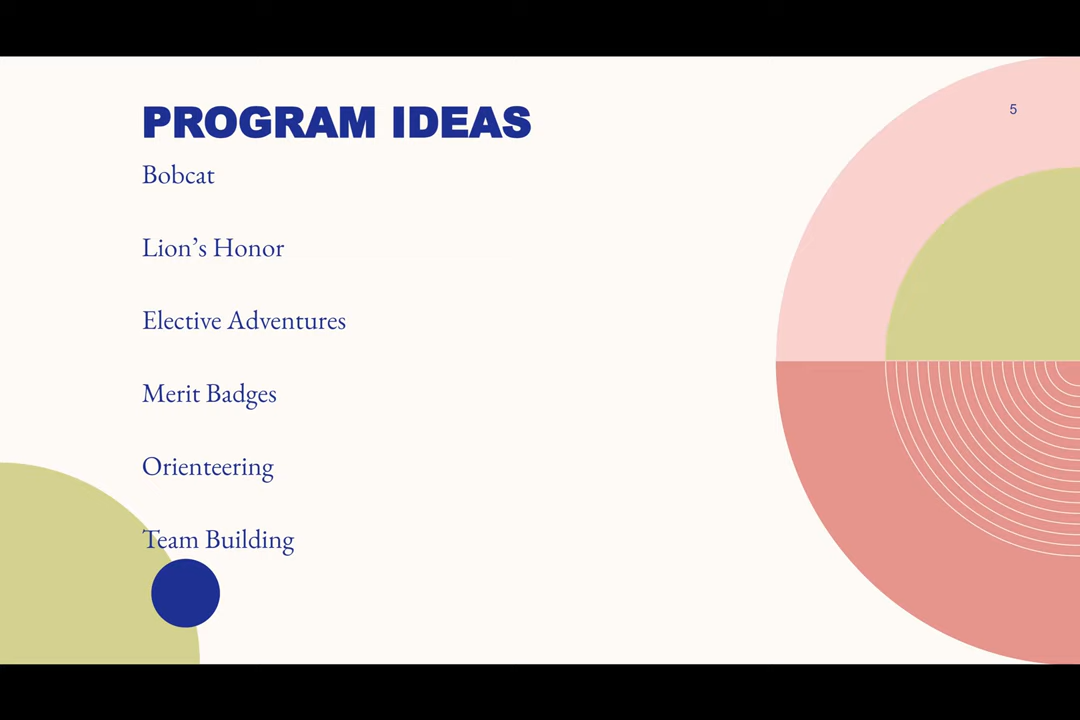 PROGRAM IDEAS
5
Bobcat
Lion’s Honor
Elective Adventures
Merit Badges
Orienteering
Team Building